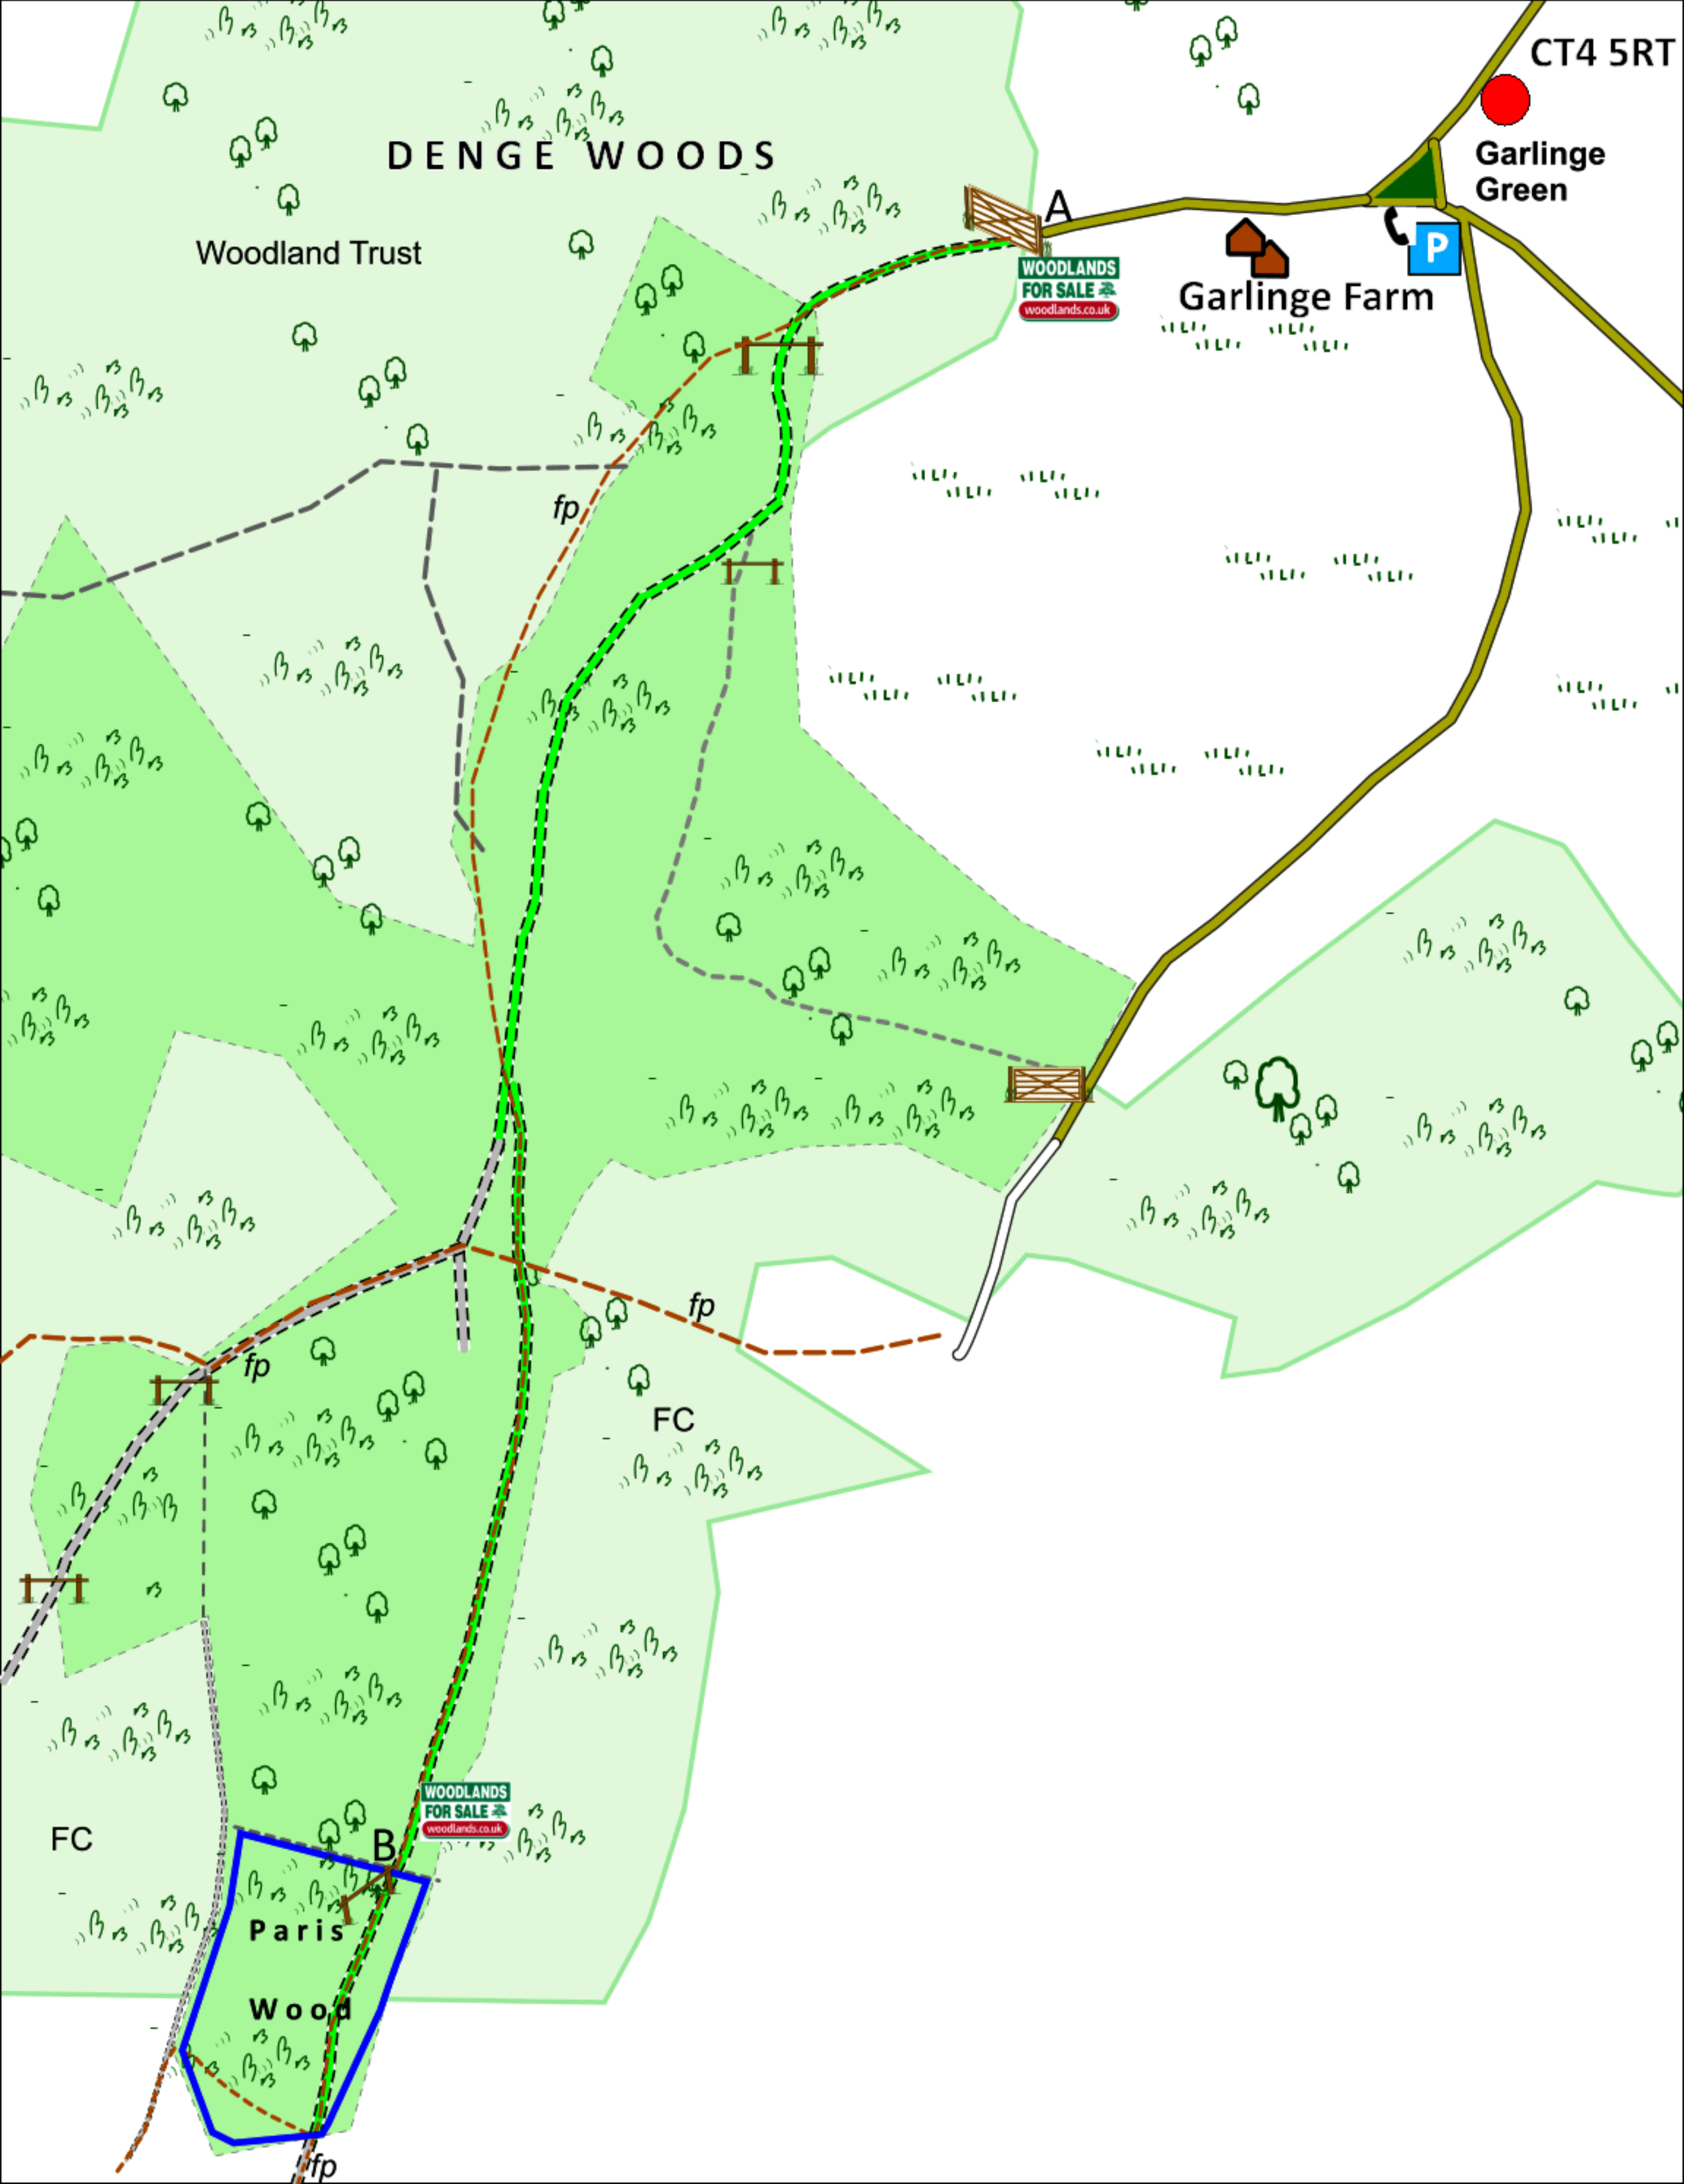 CT4 5RT
DENGE WOODS
Garlinge
Green
A
Woodland Trust
P
WOODLANDS
FOR SALE
woodlands.co.uk
Garlinge Farm
fp
fp
fp
FC
WOODLANDS
FOR SALE
woodlands.co.uk
FC
B
Paris
Wood
fp